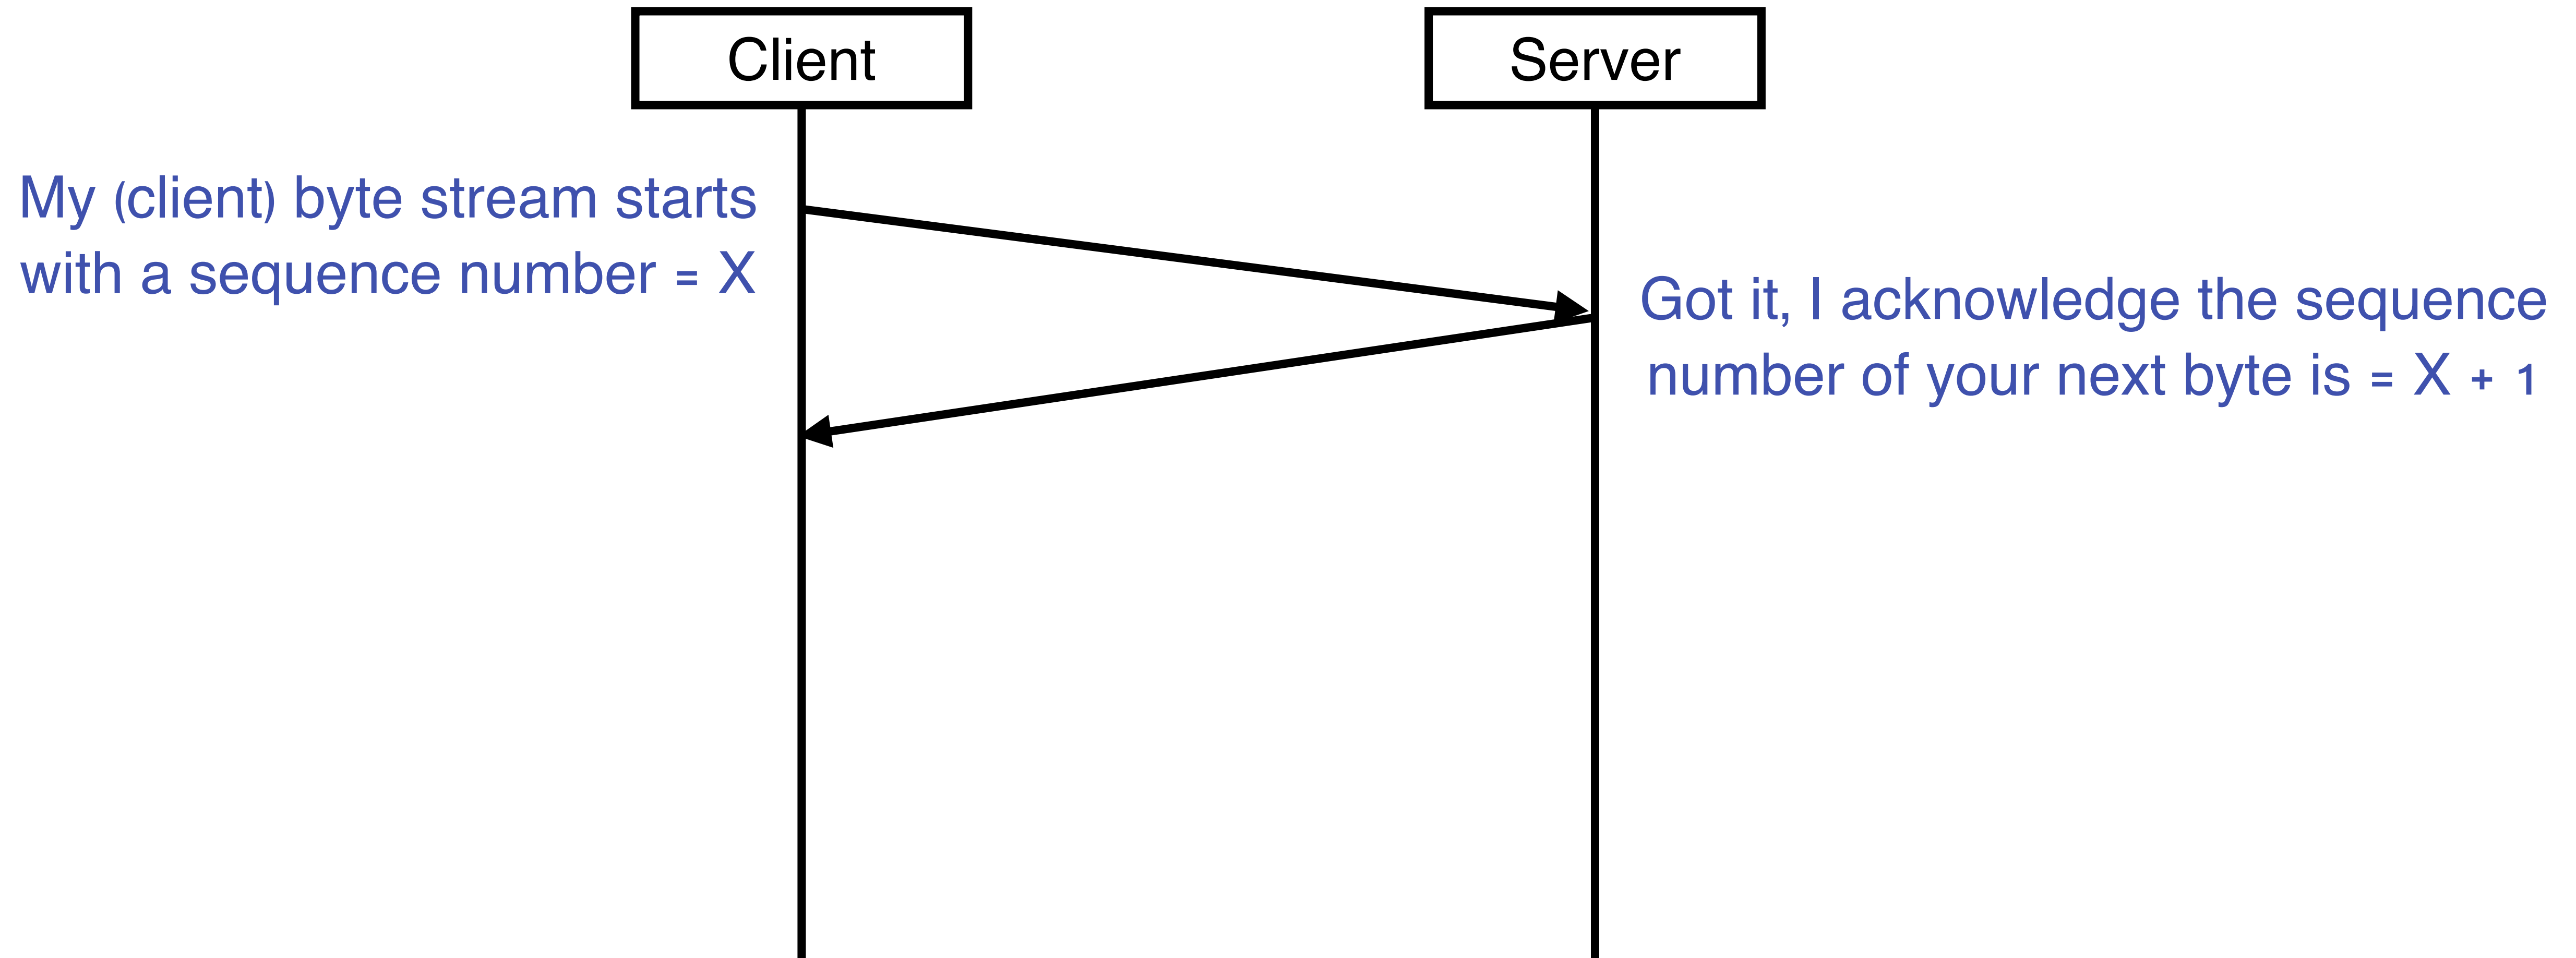 Client
Server
My (client) byte stream starts
with a sequence number = X
Got it, I acknowledge the sequence
number of your next byte is = X + 1